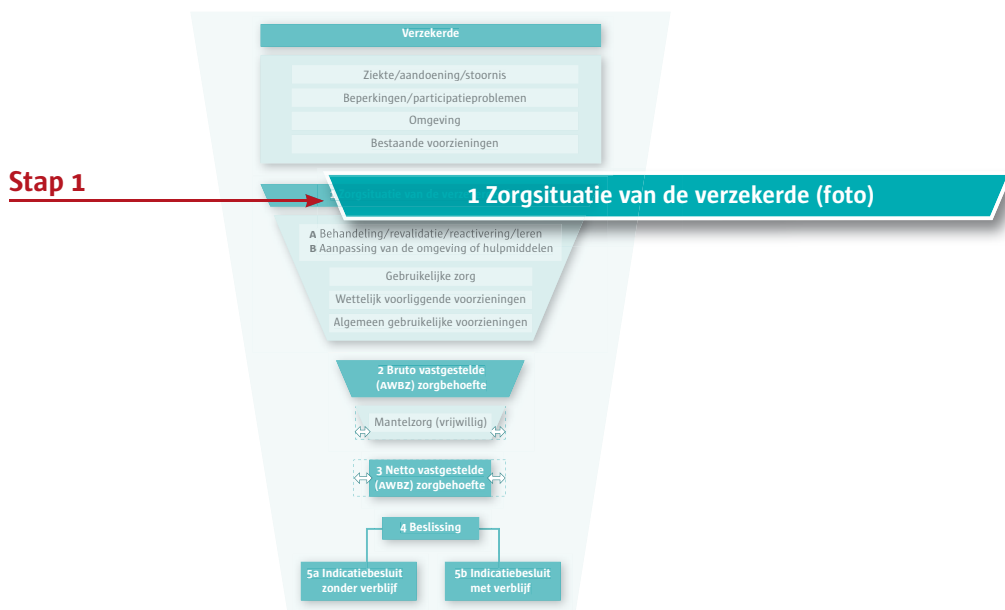 Verzekerde
Ziekte/aandoening/stoornis
Beperkingen/participatieproblemen
Omgeving
Bestaande voorzieningen
Stap 1
1 Zorgsituatie van de verzekerde (foto)
A Behandeling/revalidatie/reactivering/leren
B Aanpassing van de omgeving of hulpmiddelen
Gebruikelijke zorg
Wettelijk voorliggende voorzieningen
Algemeen gebruikelijke voorzieningen
2 Bruto vastgestelde
(AWBZ) zorgbehoefte
Mantelzorg (vrijwillig)
3 Netto vastgestelde
(AWBZ) zorgbehoefte
4 Beslissing
5a Indicatiebesluit
zonder verblijf
5b Indicatiebesluit
met verblijf